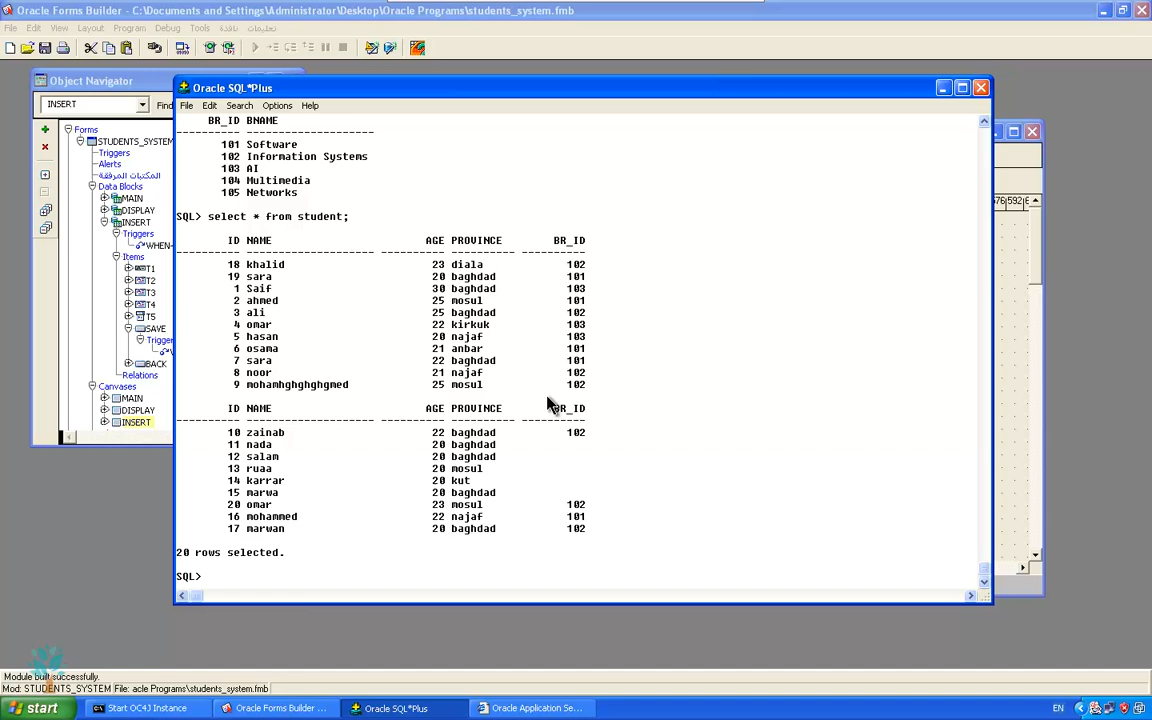 Oracle Forms Builder - C:\Documents and Settings\Administrator\Desktop\Oracle Programs\students_system.fmb
File Edit View Layout Program Debug Tools نافذة تعليمات
Object Navigator
INSERT Find
Forms
STUDENTS_SYSTEM
Triggers
Alerts
المكتبات المرفقة
Data Blocks
MAIN
DISPLAY
INSERT
Triggers
WHEN-
Items
T1
T2
T3
T4
T5
SAVE
Trigger
BACK
Relations
Canvases
MAIN
DISPLAY
INSERT
Oracle SQL*Plus
File Edit Search Options Help
BR_ID BNAME
---------- --------------------
101 Software
102 Information Systems
103 AI
104 Multimedia
105 Networks
SQL> select * from student;
ID NAME AGE PROVINCE BR_ID
18 khalid 23 diala 102
19 sara 20 baghdad 101
1 Saif 30 baghdad 103
2 ahmed 25 mosul 101
3 ali 25 baghdad 102
4 omar 22 kirkuk 103
5 hasan 20 najaf 103
6 osama 21 anbar 101
7 sara 22 baghdad 101
8 noor 21 najaf 102
9 mohamhghghghgmed 25 mosul 102
ID NAME AGE PROVINCE BR_ID
10 zainab 22 baghdad 102
11 nada 20 baghdad
12 salam 20 baghdad
13 ruaa 20 mosul
14 karrar 20 kut
15 marwa 20 baghdad
20 omar 23 mosul 102
16 mohammed 22 najaf 101
17 marwan 20 baghdad 102
20 rows selected.
SQL>
Module built successfully.
Mod: STUDENTS_SYSTEM File: acle Programs\students_system.fmb
start Start OC4J Instance Oracle Forms Builder ... Oracle SQL*Plus Oracle Application Se... EN